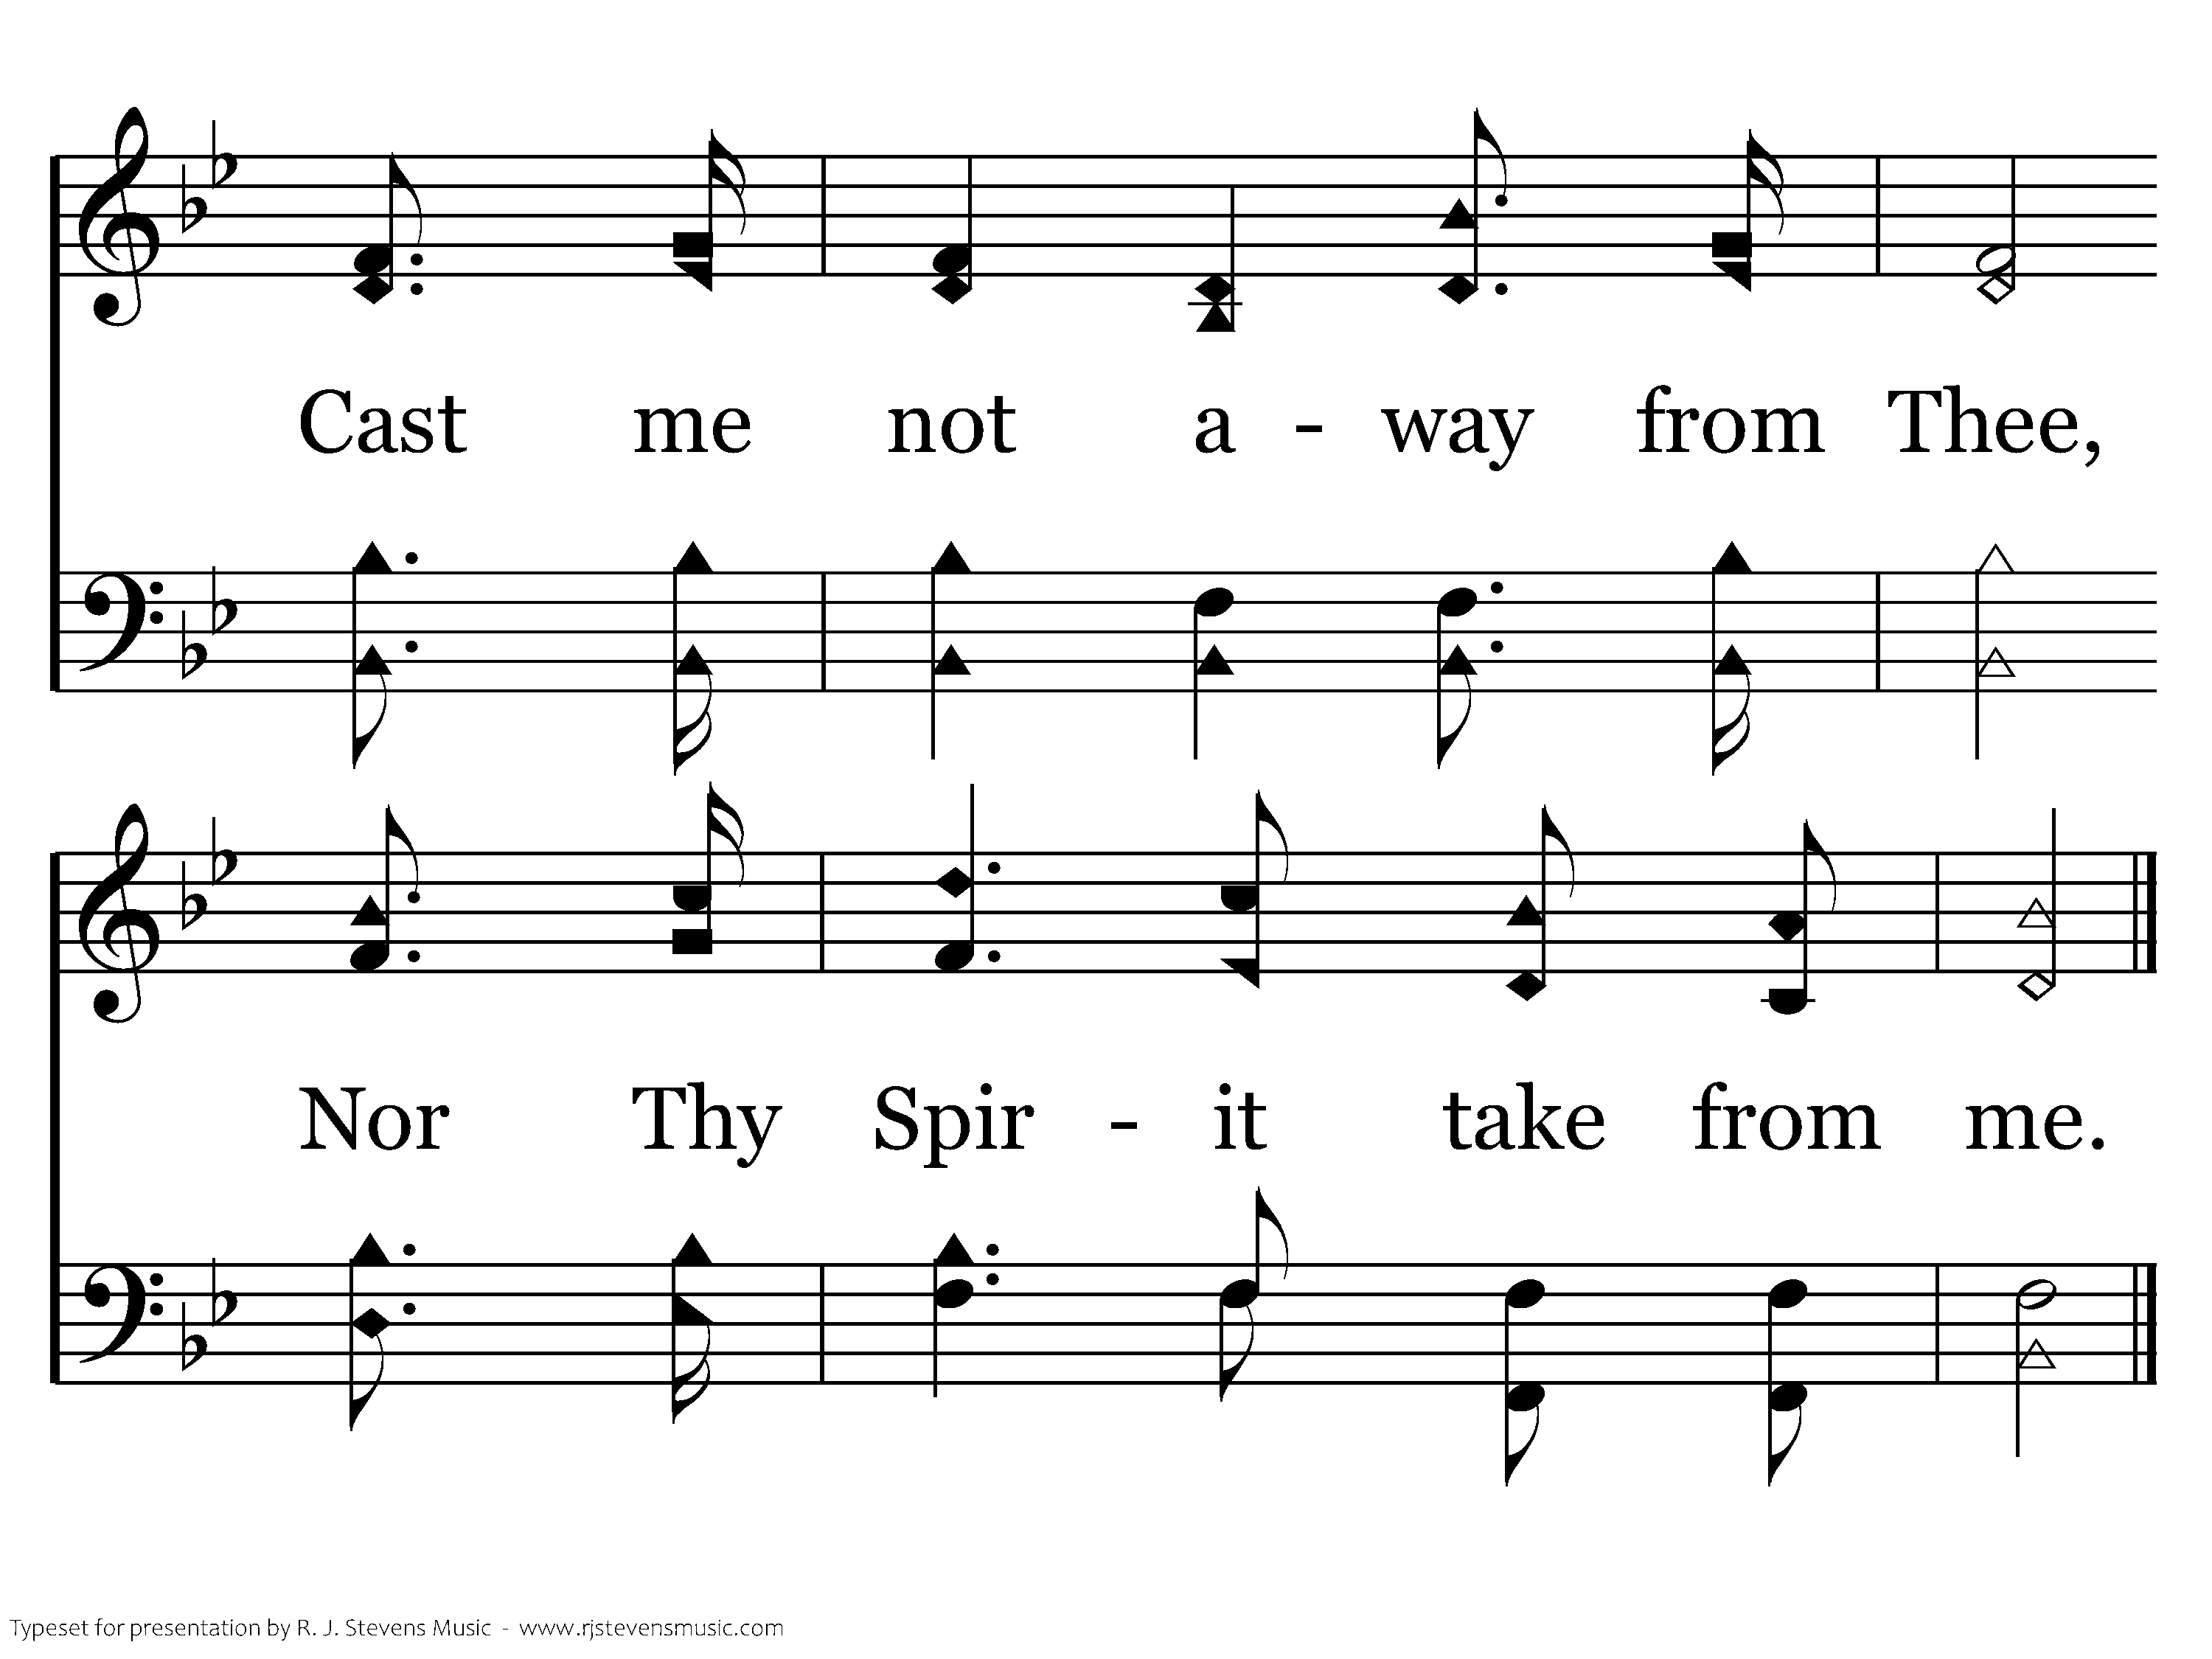 Cast me not a - way from Thee,
Nor Thy Spir - it take from me.
Typeset for presentation by R. J. Stevens Music - www.rjstevensmusic.com